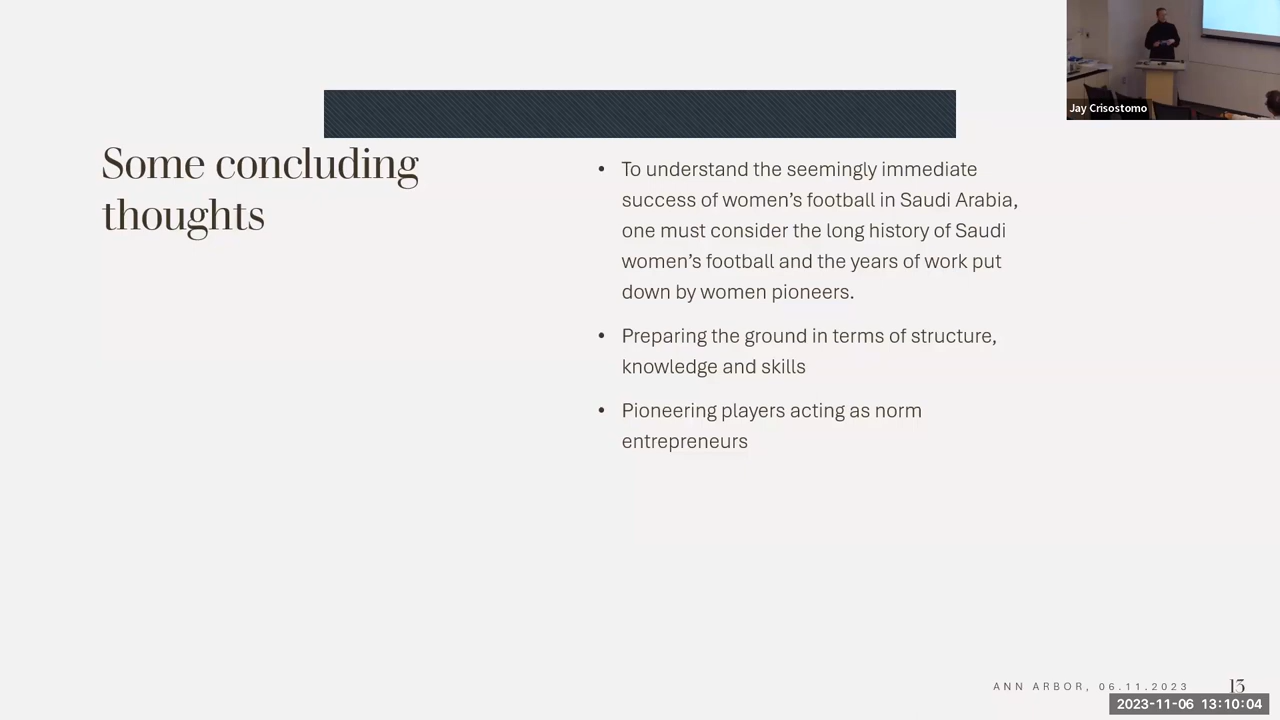 Jay Crisostomo
Some concluding
thoughts
• To understand the seemingly immediate
success of women’s football in Saudi Arabia,
one must consider the long history of Saudi
women’s football and the years of work put
down by women pioneers.
• Preparing the ground in terms of structure,
knowledge and skills
• Pioneering players acting as norm
entrepreneurs
ANN ARBOR, 06.11.2023 13
2023-11-06 13:10:04